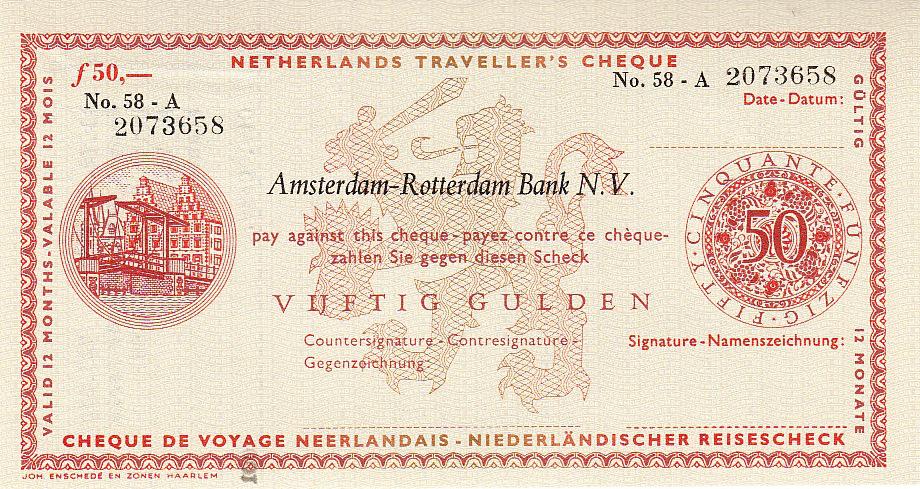 NETHERLANDS TRAVELLER'S CHEQUE
f50,—
No. 58 - A
2073658
No. 58 - A 2073658
Date-Datum:
Amsterdam-Rotterdam Bank N.V.
pay against this cheque-payez contre ce chèque-
zahlen Sie gegen diesen Scheck
VIJFTIG GULDEN
Countersignature-Contresignature-
Gegenzeichnung:
Signature-Namenszeichnung:
CINQUANTE · FÜNFZIG · FIFTY ·
50
VALID 12 MONTHS-VALABLE 12 MOIS
GÜLTIG
12 MONATE
CHEQUE DE VOYAGE NEERLANDAIS - NIEDERLÄNDISCHER REISESCHECK
JOH. ENSCHEDÉ EN ZONEN HAARLEM